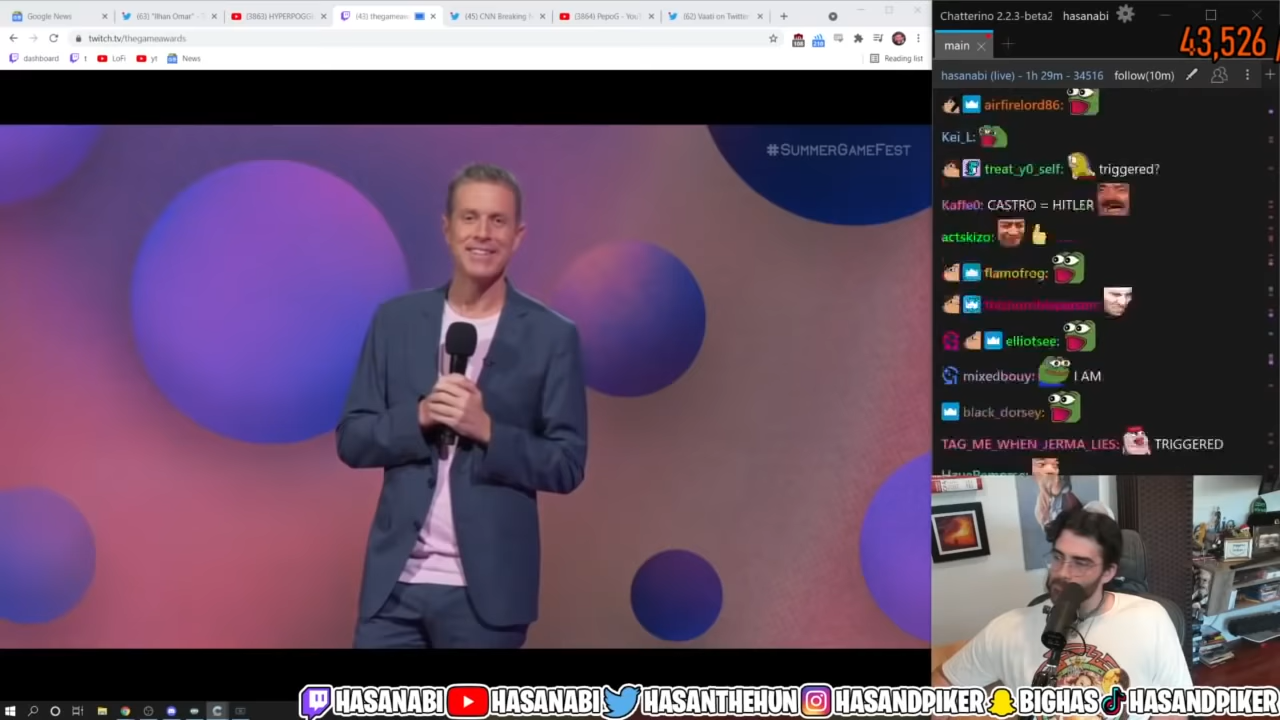 Google News
(63) "Ilhan Omar" - "T
(3863) HYPERPOGG
(43) thegameaw
(45) CNN Breaking F
(3864) PepoG - YouT
(62) Vaati on Twitter
twitch.tv/thegameawards
dashboard
t
LoFi
yt
News
Reading list
#SUMMERGAMEFEST
Chatterino 2.2.3-beta2
hasanabi
43,526 /
main
hasanabi (live) - 1h 29m - 34516
follow(10m)
airfirelord86:
Kei_L:
treat_y0_self: triggered?
Kaffe0: CASTRO = HITLER
actskizo:
flamofrog:
elliotsee:
mixedbouy: I AM
black_dorsey:
TAG_ME_WHEN_JERMA_LIES: TRIGGERED
HASANABI
HASANABI
HASANTHEHUN
HASANDPIKER
BIGHAS
HASANDPIKER